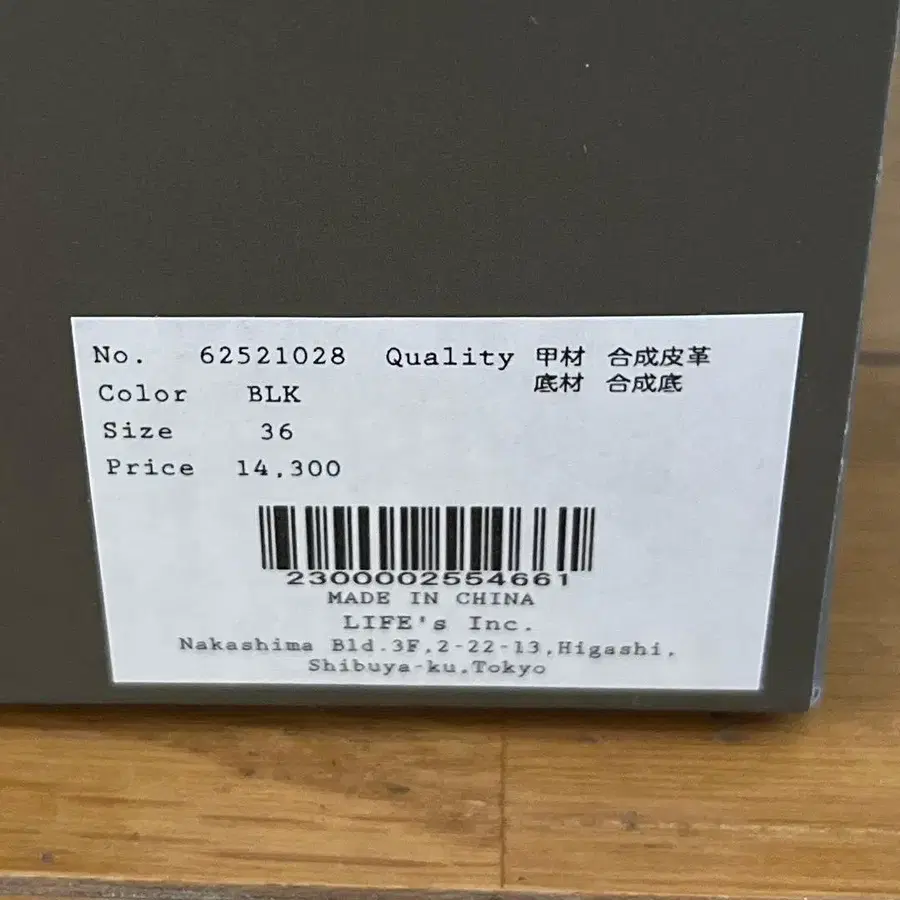 No. 62521028 Quality 甲材 合成皮革
底材 合成底
Color BLK
Size 36
Price 14,300
2300002554661
MADE IN CHINA
LIFE's Inc.
Nakashima Bld.3F,2-22-13,Higashi,
Shibuya-ku,Tokyo